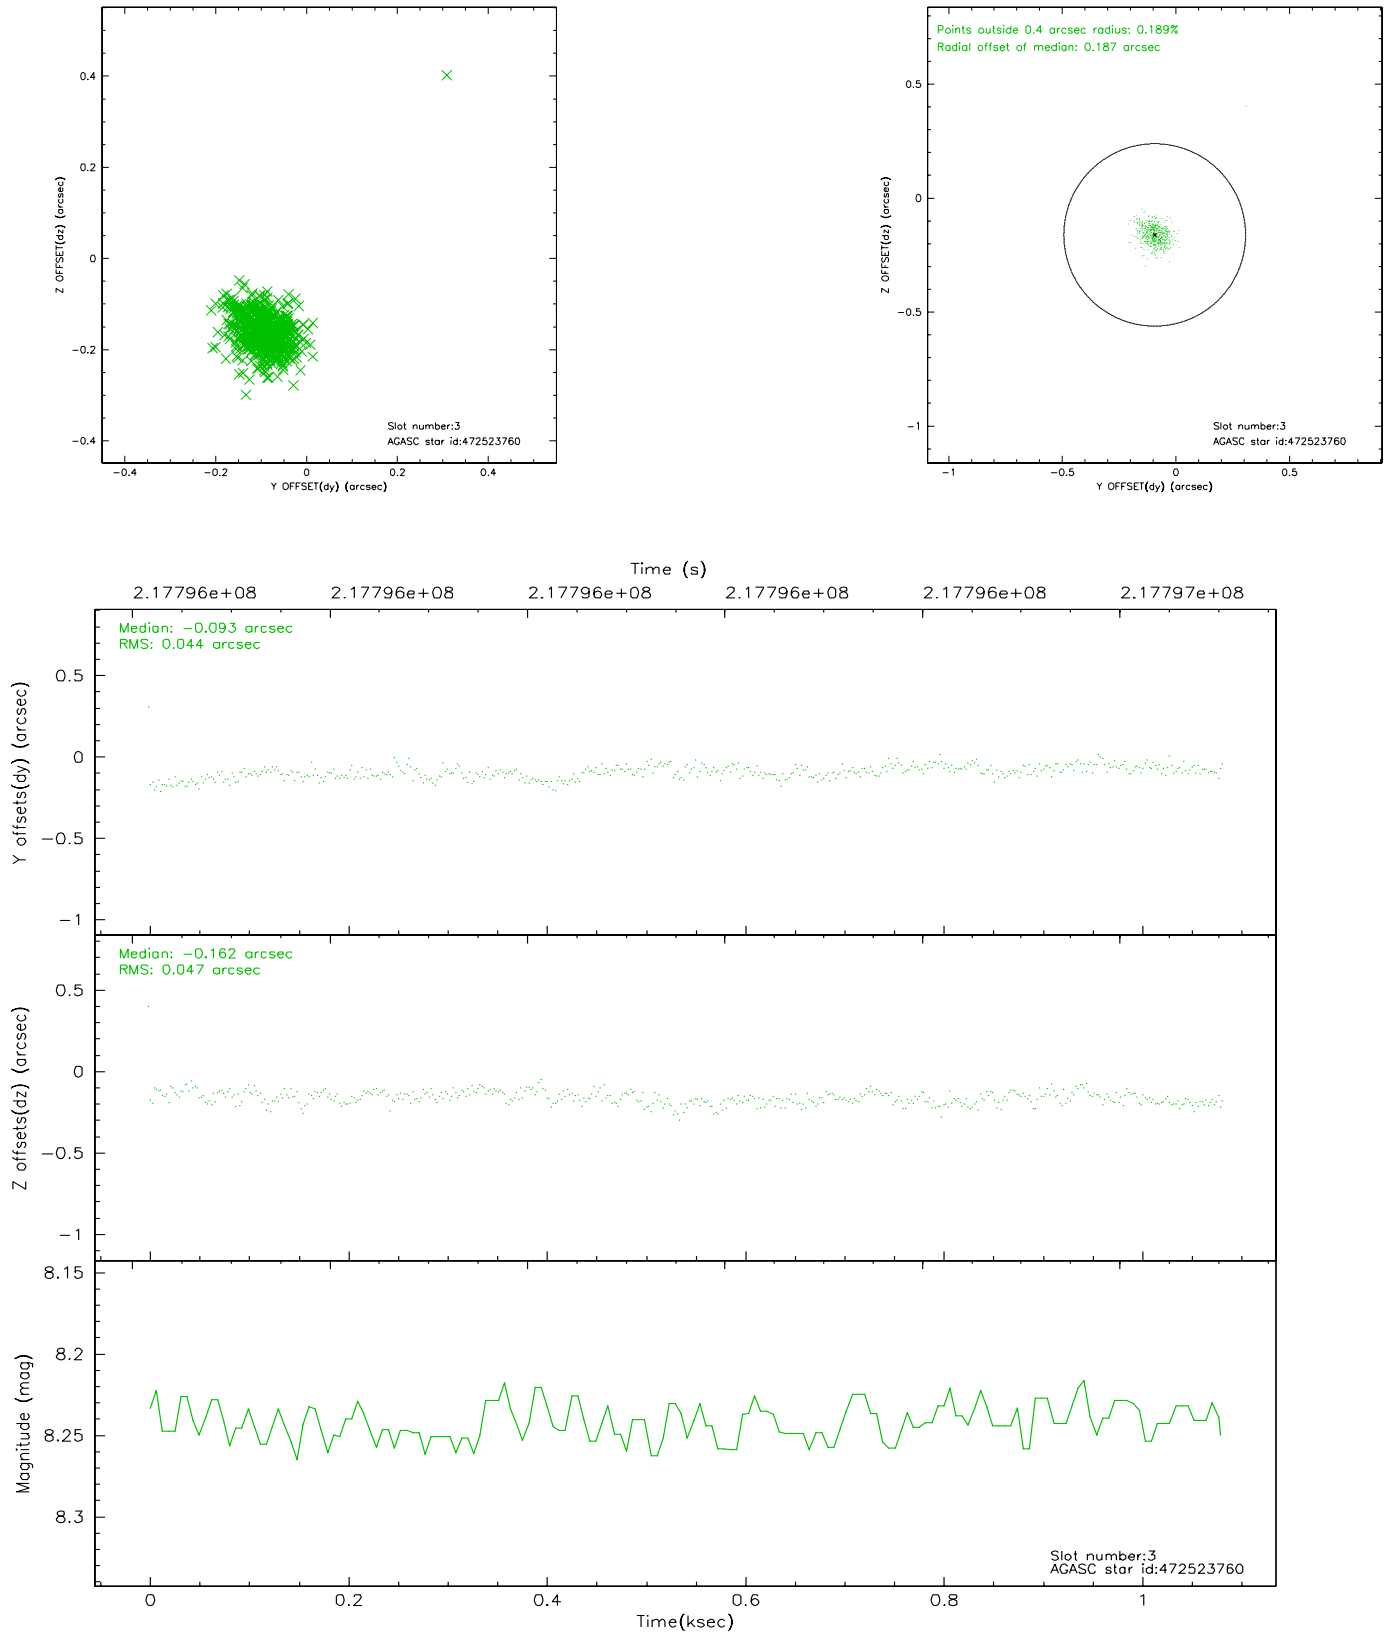 0.4
0.2
0
-0.2
-0.4
Z OFFSET(dz) (arcsec)
Slot number:3
AGASC star id:472523760
-0.4 -0.2 0 0.2 0.4
Y OFFSET(dy) (arcsec)
Points outside 0.4 arcsec radius: 0.189%
Radial offset of median: 0.187 arcsec
0.5
0
-0.5
-1
Z OFFSET(dz) (arcsec)
Slot number:3
AGASC star id:472523760
-1 -0.5 0 0.5
Y OFFSET(dy) (arcsec)
Time (s)
2.17796e+08 2.17796e+08 2.17796e+08 2.17796e+08 2.17796e+08 2.17797e+08
Median: -0.093 arcsec
RMS: 0.044 arcsec
0.5
0
-0.5
-1
Y offsets(dy) (arcsec)
Median: -0.162 arcsec
RMS: 0.047 arcsec
0.5
0
-0.5
-1
Z offsets(dz) (arcsec)
8.15
8.2
8.25
8.3
Magnitude (mag)
Slot number:3
AGASC star id:472523760
0 0.2 0.4 0.6 0.8 1
Time(ksec)